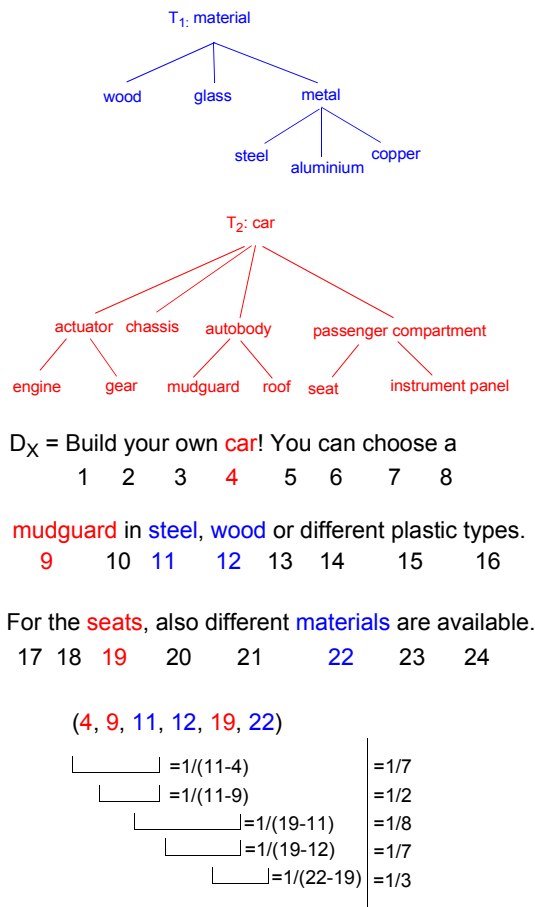 T1: material
wood glass metal
steel aluminium copper
T2: car
actuator chassis autobody passenger compartment
engine gear mudguard roof seat instrument panel
DX = Build your own car! You can choose a
1 2 3 4 5 6 7 8
mudguard in steel, wood or different plastic types.
9 10 11 12 13 14 15 16
For the seats, also different materials are available.
17 18 19 20 21 22 23 24
(4, 9, 11, 12, 19, 22)
=1/(11-4) =1/7
=1/(11-9) =1/2
=1/(19-11) =1/8
=1/(19-12) =1/7
=1/(22-19) =1/3